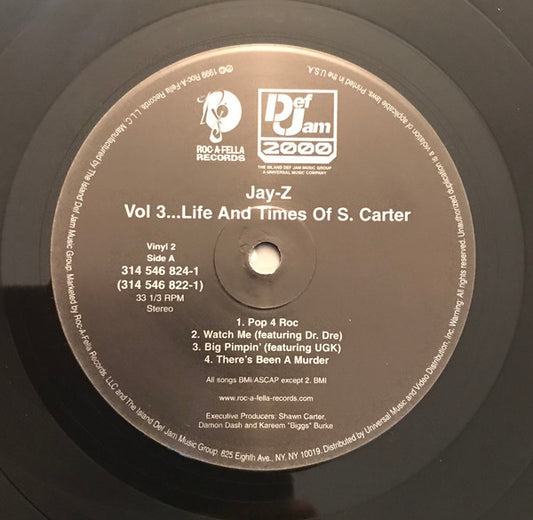 ROC-A-FELLA
RECORDS
Def
Jam
2000
THE ISLAND DEF JAM MUSIC GROUP
A UNIVERSAL MUSIC COMPANY
Jay-Z
Vol 3...Life And Times Of S. Carter
Vinyl 2
Side A
314 546 824-1
(314 546 822-1)
33 1/3 RPM
Stereo
1. Pop 4 Roc
2. Watch Me (featuring Dr. Dre)
3. Big Pimpin' (featuring UGK)
4. There's Been A Murder
All songs BMI/ASCAP except 2. BMI
www.roc-a-fella-records.com
Executive Producers: Shawn Carter,
Damon Dash and Kareem "Biggs" Burke
℗© 1999 Roc-A-Fella Records, LLC. Manufactured by The Island Def Jam Music Group. Marketed by Roc-A-Fella Records, LLC and The Island Def Jam Music Group, 825 Eighth Ave., NY, NY 10019. Distributed by Universal Music and Video Distribution, Inc. Warning: All rights reserved. Unauthorized duplication is a violation of applicable laws. Printed in the U.S.A.